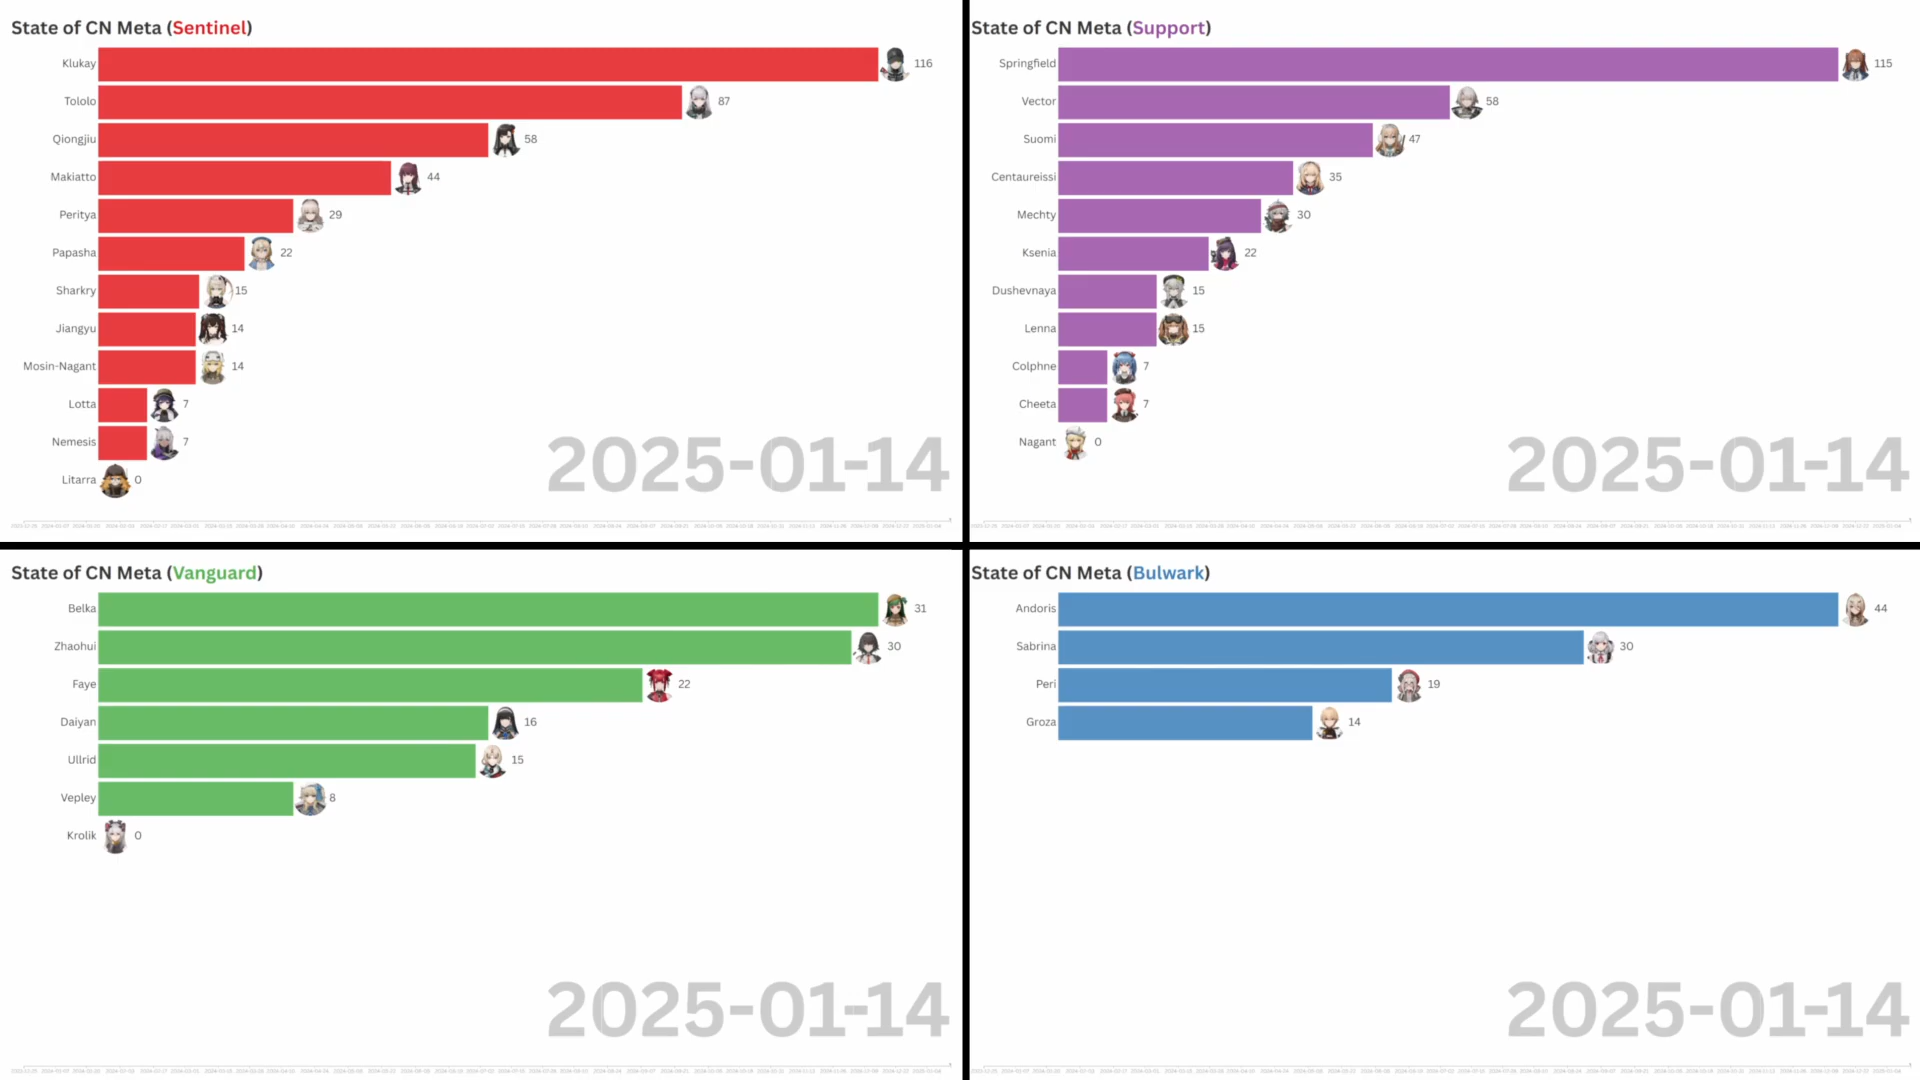 State of CN Meta (Sentinel)
Klukay 116
Tololo 87
Qiongjiu 58
Makiatto 44
Peritya 29
Papasha 22
Sharkry 15
Jiangyu 14
Mosin-Nagant 14
Lotta 7
Nemesis 7
Litarra 0
2025-01-14
State of CN Meta (Support)
Springfield 115
Vector 58
Suomi 47
Centaureissi 35
Mechty 30
Ksenia 22
Dushevnaya 15
Lenna 15
Colphne 7
Cheeta 7
Nagant 0
2025-01-14
State of CN Meta (Vanguard)
Belka 31
Zhaohui 30
Faye 22
Daiyan 16
Ullrid 15
Vepley 8
Krolik 0
2025-01-14
State of CN Meta (Bulwark)
Andoris 44
Sabrina 30
Peri 19
Groza 14
2025-01-14